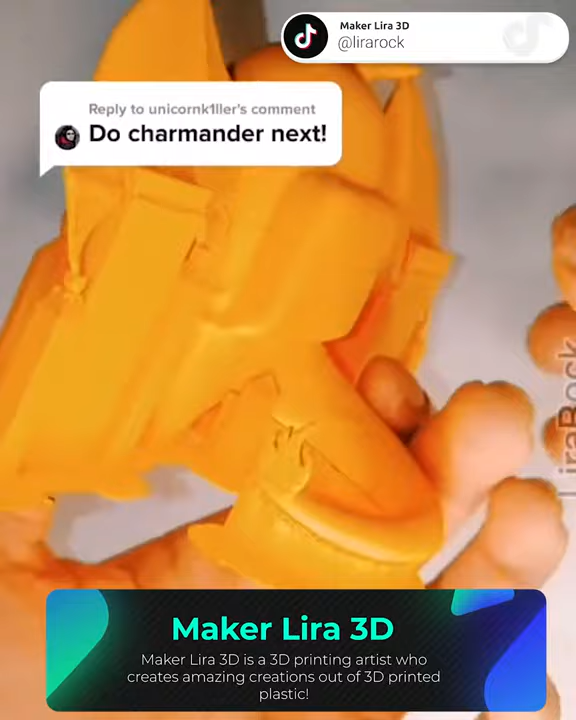 Maker Lira 3D
@lirarock
Reply to unicornk1ller's comment
Do charmander next!
LiraRock
Maker Lira 3D
Maker Lira 3D is a 3D printing artist who
creates amazing creations out of 3D printed
plastic!